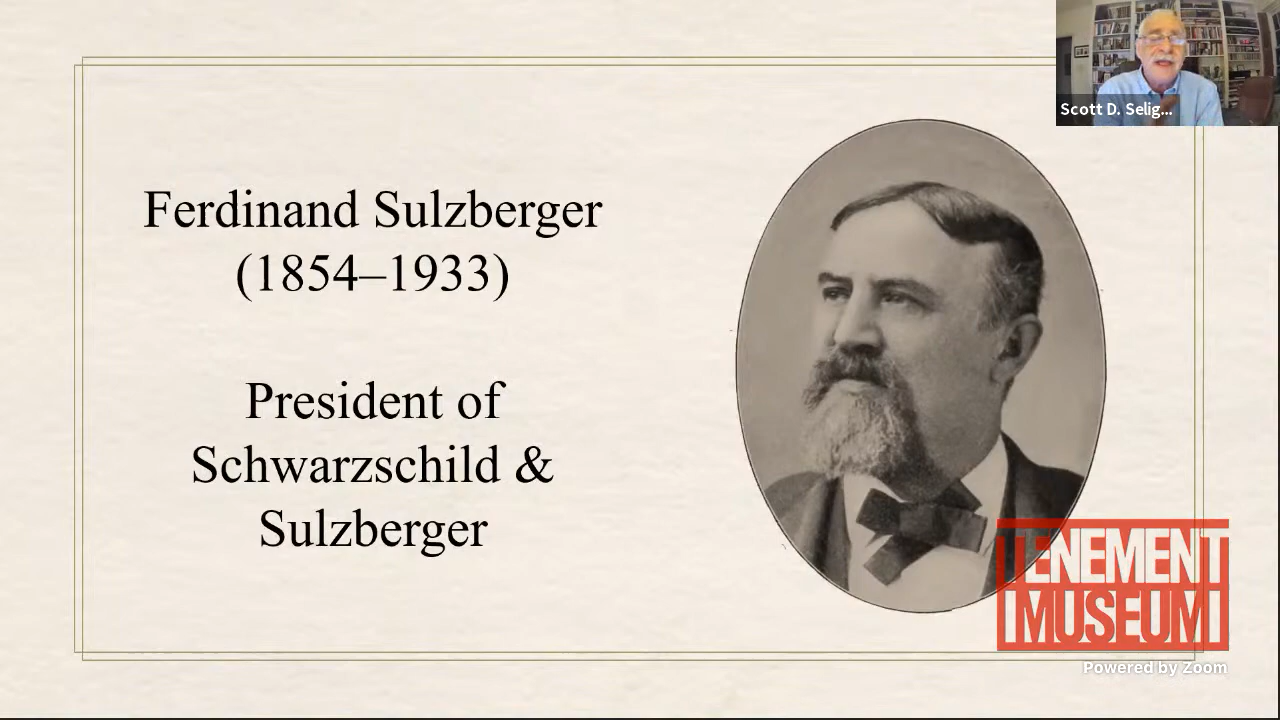 Scott D. Selig...
Ferdinand Sulzberger
(1854–1933)
President of
Schwarzschild &
Sulzberger
TENEMENT
MUSEUM
Powered by Zoom